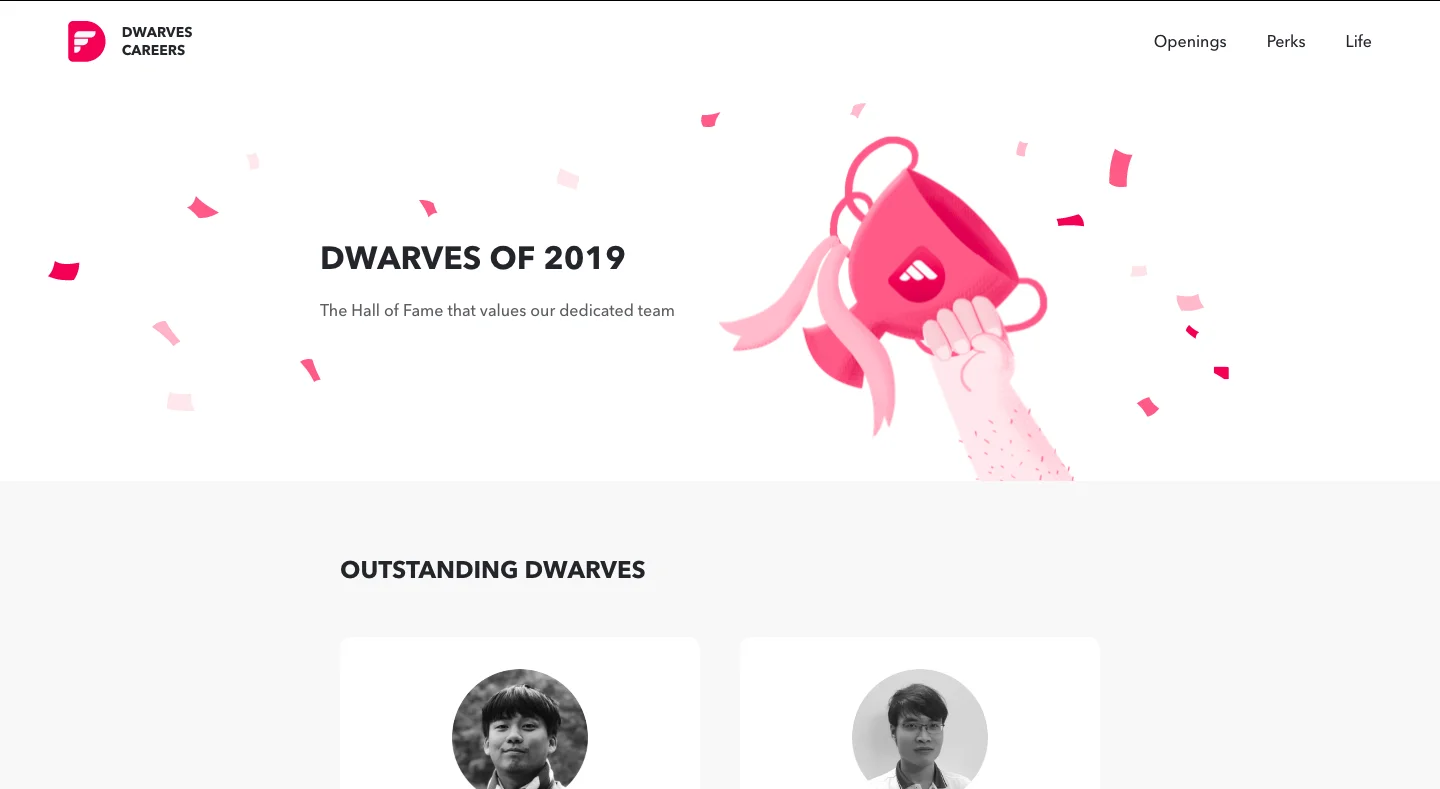 DWARVES
CAREERS
Openings
Perks
Life
DWARVES OF 2019
The Hall of Fame that values our dedicated team
OUTSTANDING DWARVES